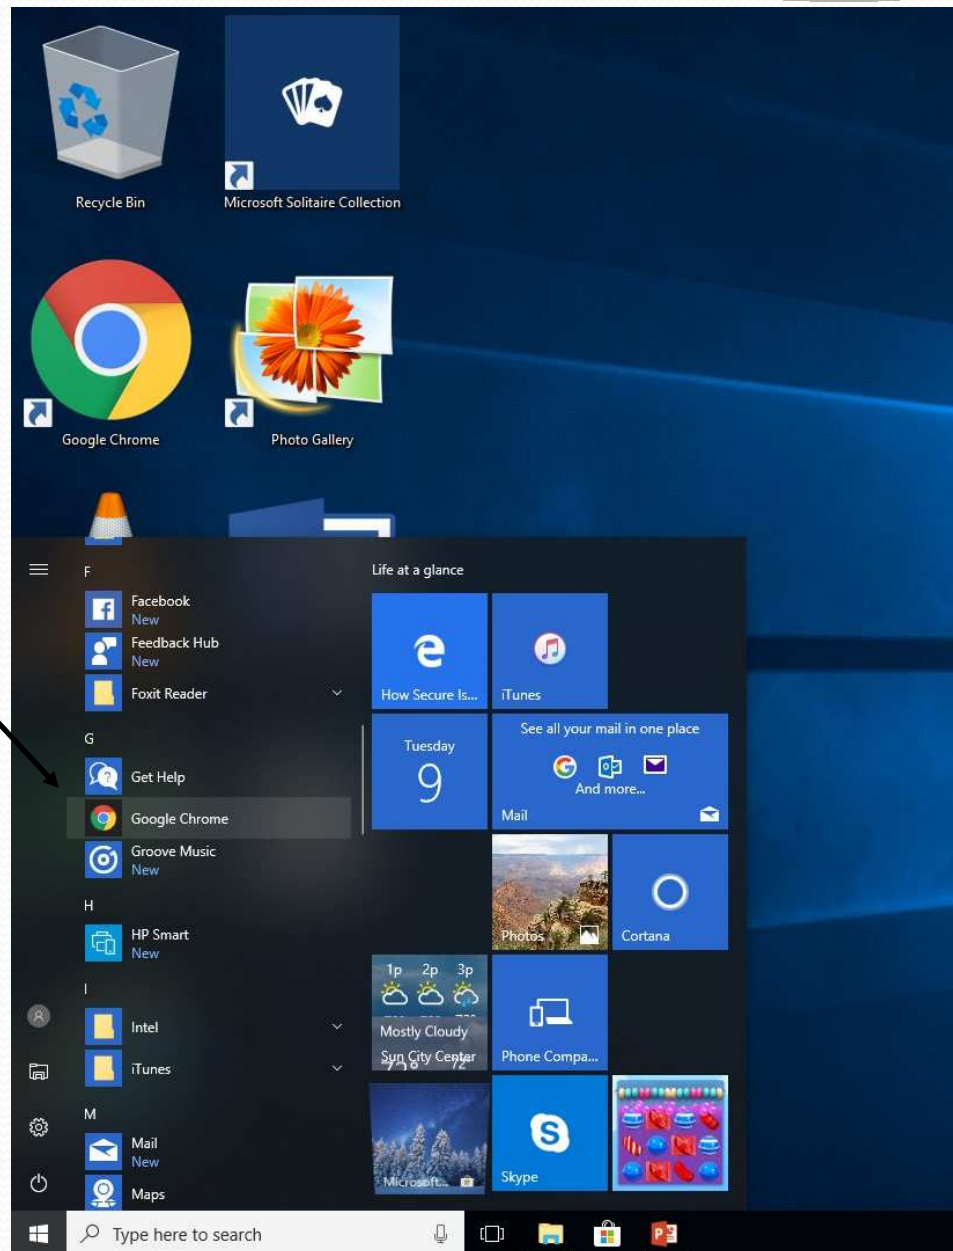 Recycle Bin
Microsoft Solitaire Collection
Google Chrome
Photo Gallery
F
Facebook
New
Feedback Hub
New
Foxit Reader
G
Get Help
Google Chrome
Groove Music
New
H
HP Smart
New
I
Intel
iTunes
M
Mail
New
Maps
Life at a glance
How Secure Is...
iTunes
Tuesday
9
See all your mail in one place
And more...
Mail
Photos
Cortana
1p 2p 3p
Mostly Cloudy
Sun City Center
Phone Compa...
Microsoft...
Skype
Type here to search